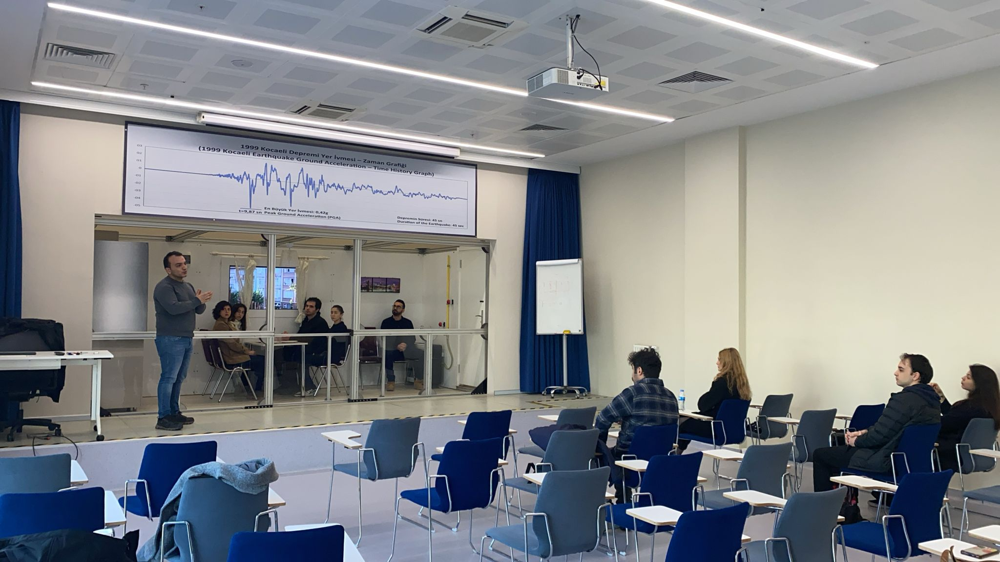 1999 Kocaeli Depremi Yer İvmesi – Zaman Grafiği
(1999 Kocaeli Earthquake Ground Acceleration – Time History Graph)
03
02
01
0
-01
-02
-03
-04
-05
En Büyük Yer İvmesi: 0,42g
t=9,87 sn Peak Ground Acceleration (PGA)
Depremin Süresi: 45 sn
Duration of the Earthquake: 45 sec